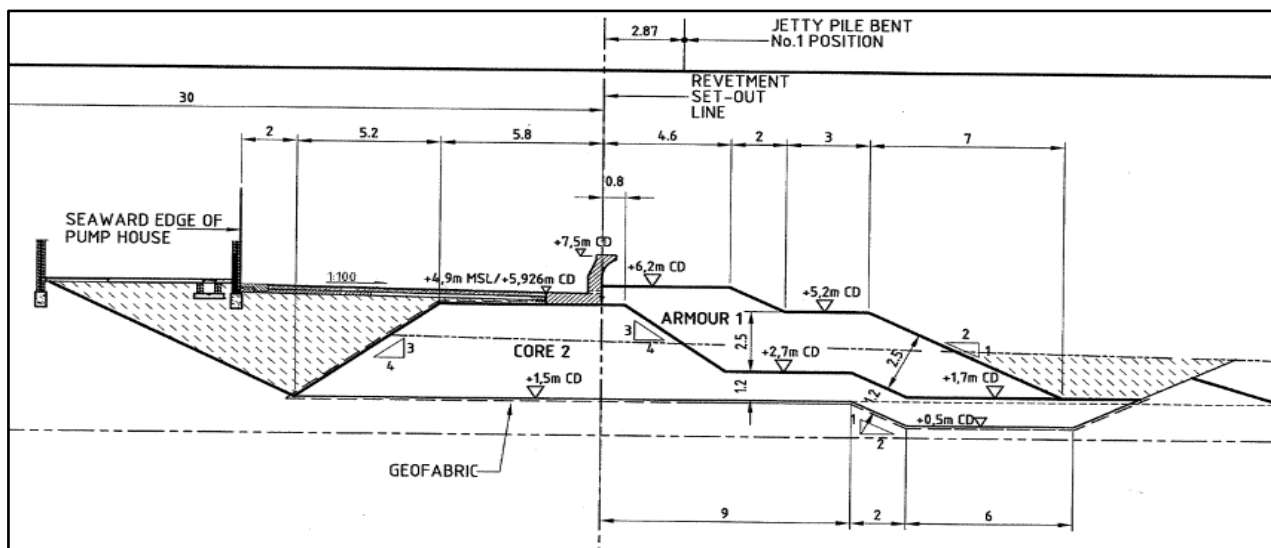 2.87
JETTY PILE BENT
No.1 POSITION
REVETMENT
SET-OUT
LINE
30
2
5.2
5.8
4.6
2
3
7
0.8
SEAWARD EDGE OF
PUMP HOUSE
+7,5m CD
1:100
+4,9m MSL/+5,926m CD
+6,2m CD
+5,2m CD
ARMOUR 1
3
4
2.5
2
1
CORE 2
3
4
+2,7m CD
2.5
+1,5m CD
1.2
1.2
+1,7m CD
1
2
+0,5m CD
GEOFABRIC
9
2
6